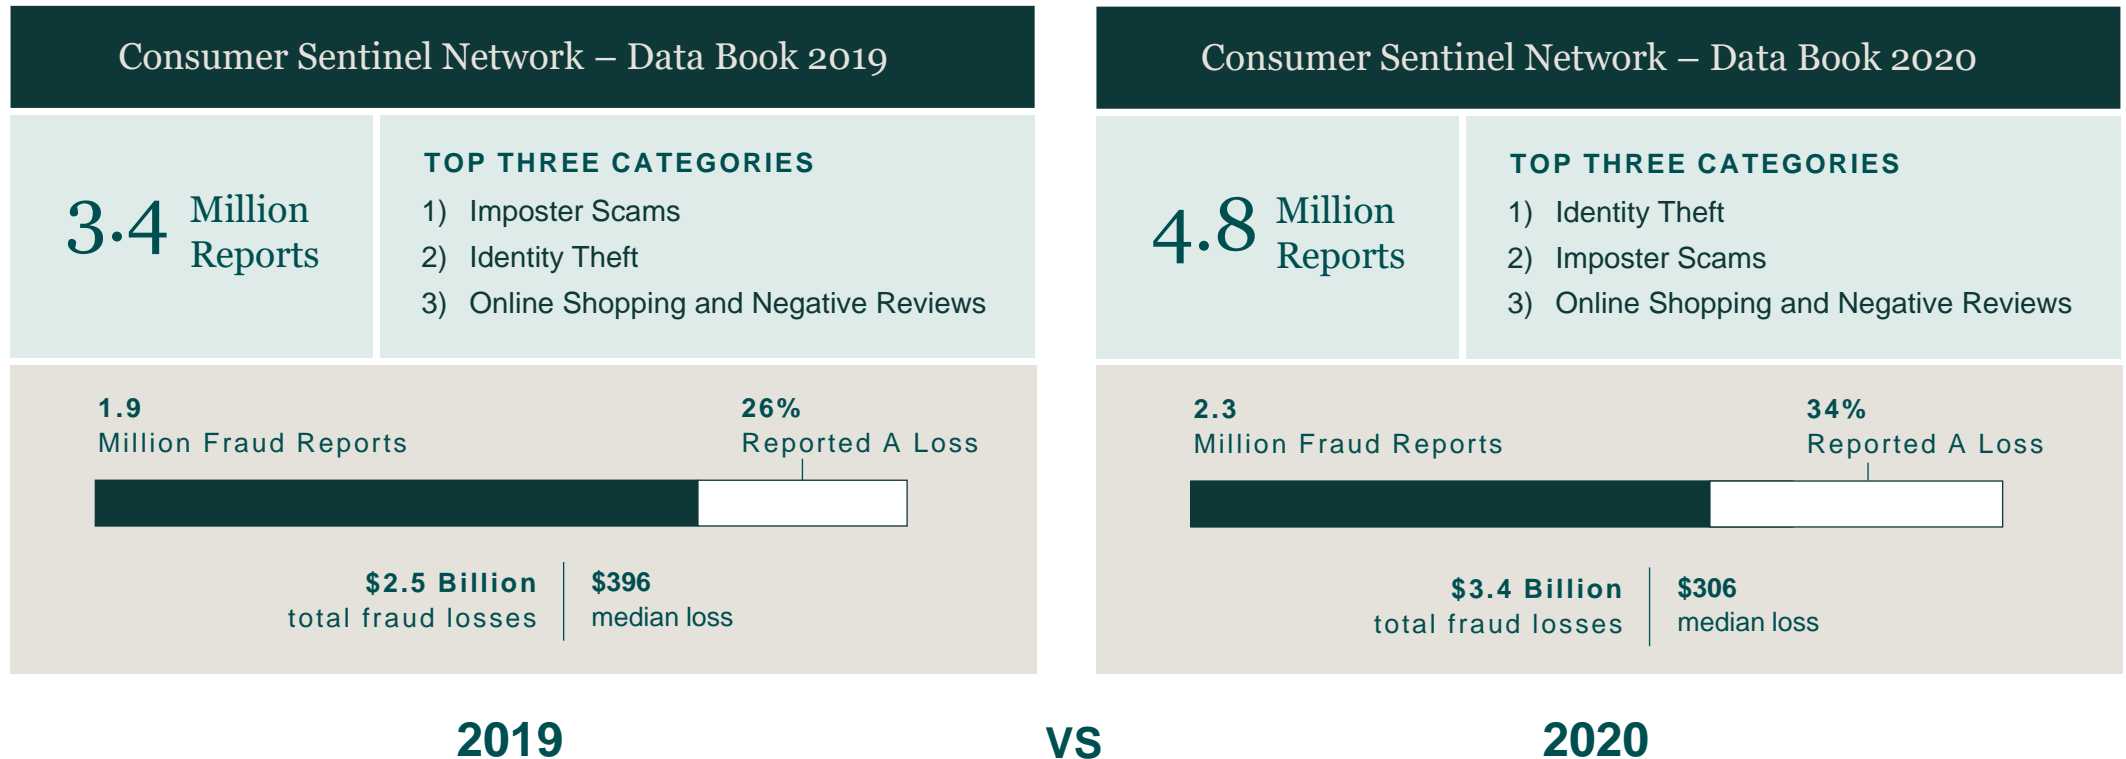 Consumer Sentinel Network – Data Book 2019
3.4 Million
Reports
TOP THREE CATEGORIES
1) Imposter Scams
2) Identity Theft
3) Online Shopping and Negative Reviews
1.9
Million Fraud Reports
26%
Reported A Loss
$2.5 Billion
total fraud losses
$396
median loss
2019
VS
Consumer Sentinel Network – Data Book 2020
4.8 Million
Reports
TOP THREE CATEGORIES
1) Identity Theft
2) Imposter Scams
3) Online Shopping and Negative Reviews
2.3
Million Fraud Reports
34%
Reported A Loss
$3.4 Billion
total fraud losses
$306
median loss
2020